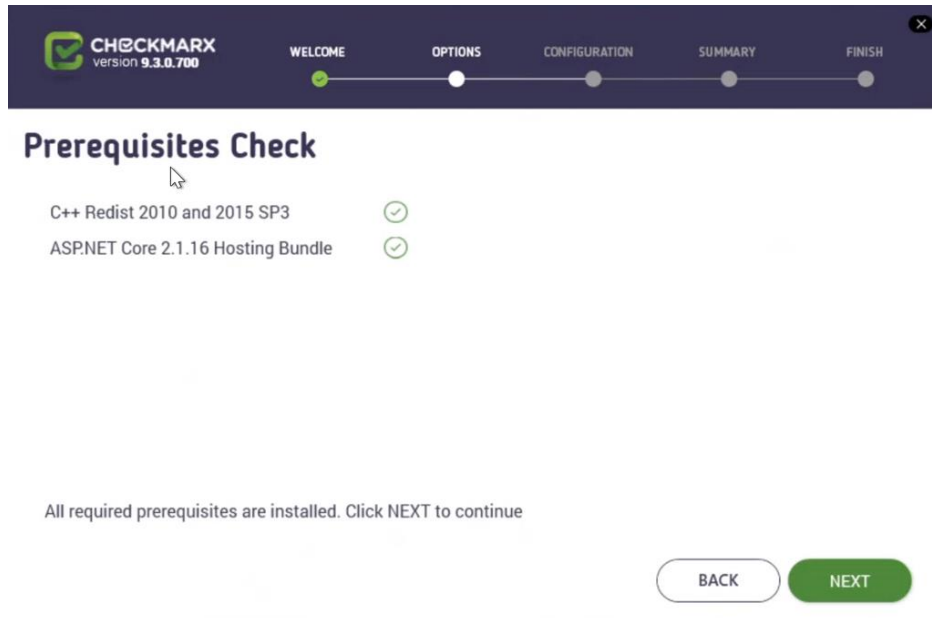 CHECKMARX
version 9.3.0.700
WELCOME
OPTIONS
CONFIGURATION
SUMMARY
FINISH
Prerequisites Check
C++ Redist 2010 and 2015 SP3
ASP.NET Core 2.1.16 Hosting Bundle
All required prerequisites are installed. Click NEXT to continue
BACK
NEXT